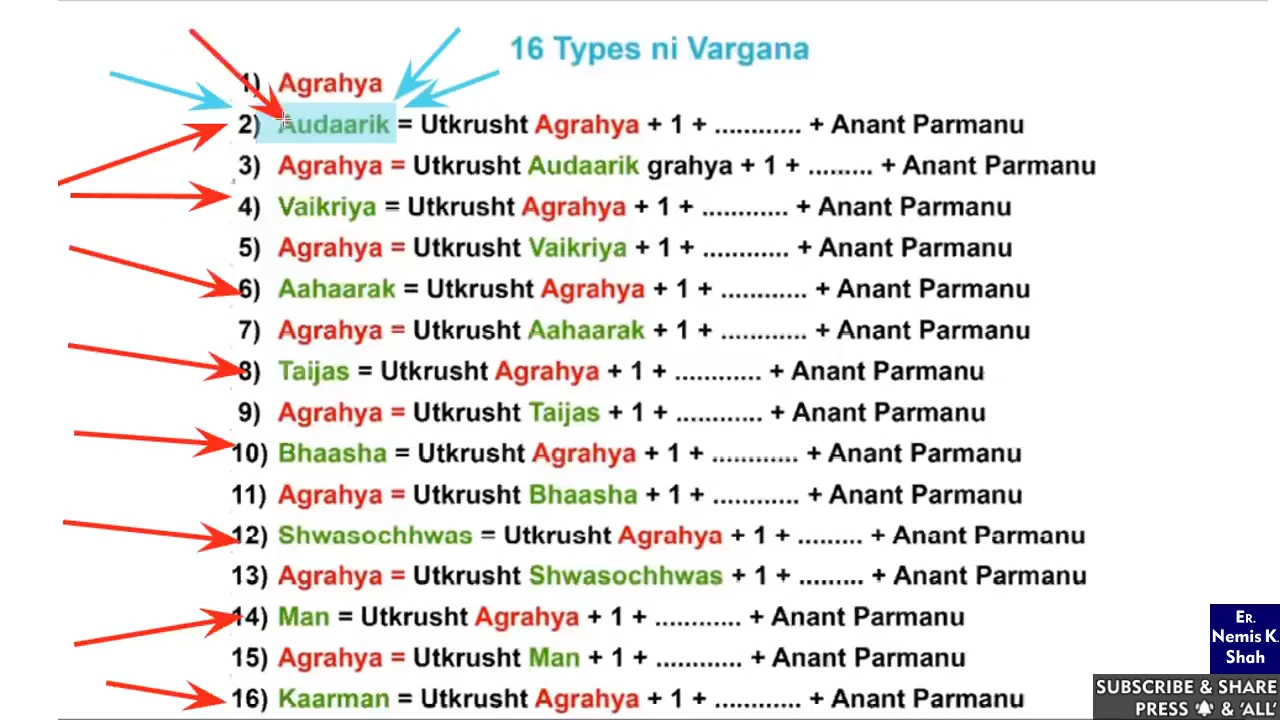 16 Types ni Vargana
1) Agrahya
2) Audaarik = Utkrusht Agrahya + 1 + ............ + Anant Parmanu
3) Agrahya = Utkrusht Audaarik grahya + 1 + ......... + Anant Parmanu
4) Vaikriya = Utkrusht Agrahya + 1 + ............ + Anant Parmanu
5) Agrahya = Utkrusht Vaikriya + 1 + ............ + Anant Parmanu
6) Aahaarak = Utkrusht Agrahya + 1 + ............ + Anant Parmanu
7) Agrahya = Utkrusht Aahaarak + 1 + ............ + Anant Parmanu
8) Taijas = Utkrusht Agrahya + 1 + ............ + Anant Parmanu
9) Agrahya = Utkrusht Taijas + 1 + ............ + Anant Parmanu
10) Bhaasha = Utkrusht Agrahya + 1 + ............ + Anant Parmanu
11) Agrahya = Utkrusht Bhaasha + 1 + ............ + Anant Parmanu
12) Shwasochhwas = Utkrusht Agrahya + 1 + ......... + Anant Parmanu
13) Agrahya = Utkrusht Shwasochhwas + 1 + ......... + Anant Parmanu
14) Man = Utkrusht Agrahya + 1 + ............ + Anant Parmanu
15) Agrahya = Utkrusht Man + 1 + ............ + Anant Parmanu
16) Kaarman = Utkrusht Agrahya + 1 + ............ + Anant Parmanu
Er.
Nemis K.
Shah
SUBSCRIBE & SHARE
PRESS & 'ALL'